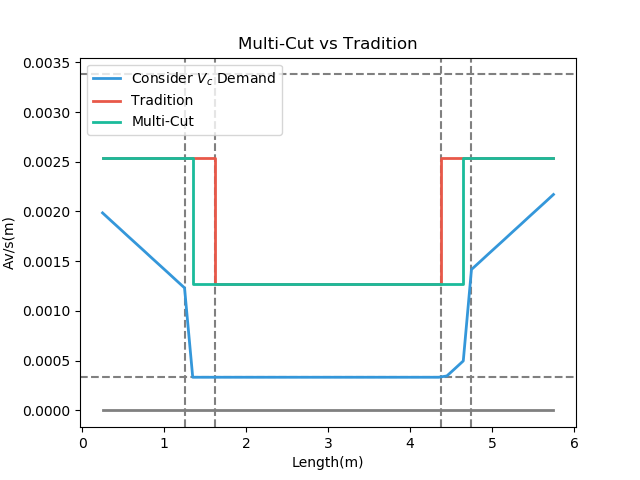 Multi-Cut vs Tradition
Consider V_c Demand
Tradition
Multi-Cut
Av/s(m)
0.0035
0.0030
0.0025
0.0020
0.0015
0.0010
0.0005
0.0000
0 1 2 3 4 5 6
Length(m)